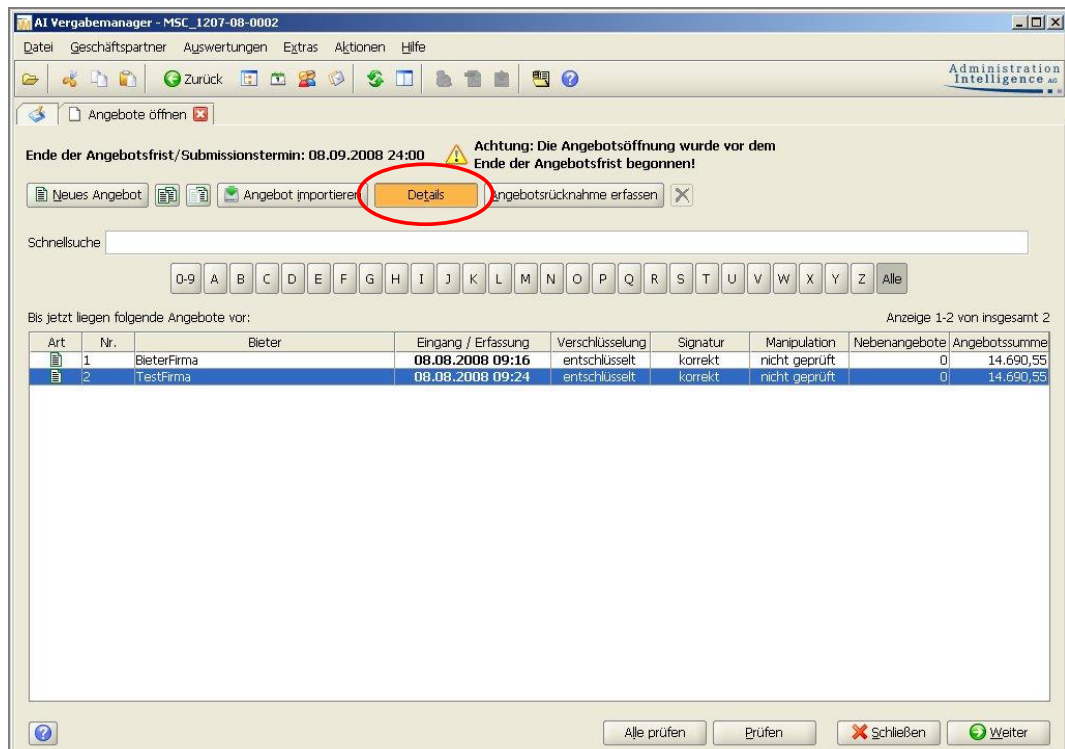 AI Vergabemanager - MSC_1207-08-0002
Datei Geschäftspartner Auswertungen Extras Aktionen Hilfe
Zurück
Administration
Intelligence AG
Angebote öffnen
Ende der Angebotsfrist/Submissionstermin: 08.09.2008 24:00
Achtung: Die Angebotsöffnung wurde vor dem
Ende der Angebotsfrist begonnen!
Neues Angebot Angebot importieren Details Angebotsrücknahme erfassen
Schnellsuche
0-9 A B C D E F G H I J K L M N O P Q R S T U V W X Y Z Alle
Bis jetzt liegen folgende Angebote vor: Anzeige 1-2 von insgesamt 2
Art Nr. Bieter Eingang / Erfassung Verschlüsselung Signatur Manipulation Nebenangebote Angebotssumme
1 BieterFirma 08.08.2008 09:16 entschlüsselt korrekt nicht geprüft 0 14.690,55
2 TestFirma 08.08.2008 09:24 entschlüsselt korrekt nicht geprüft 0 14.690,55
Alle prüfen Prüfen Schließen Weiter